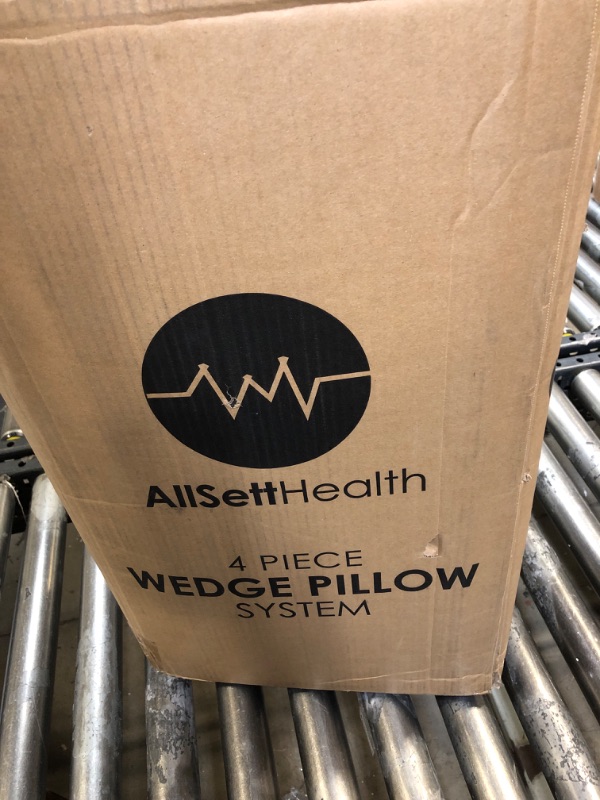 AllSettHealth
4 PIECE
WEDGE PILLOW
SYSTEM